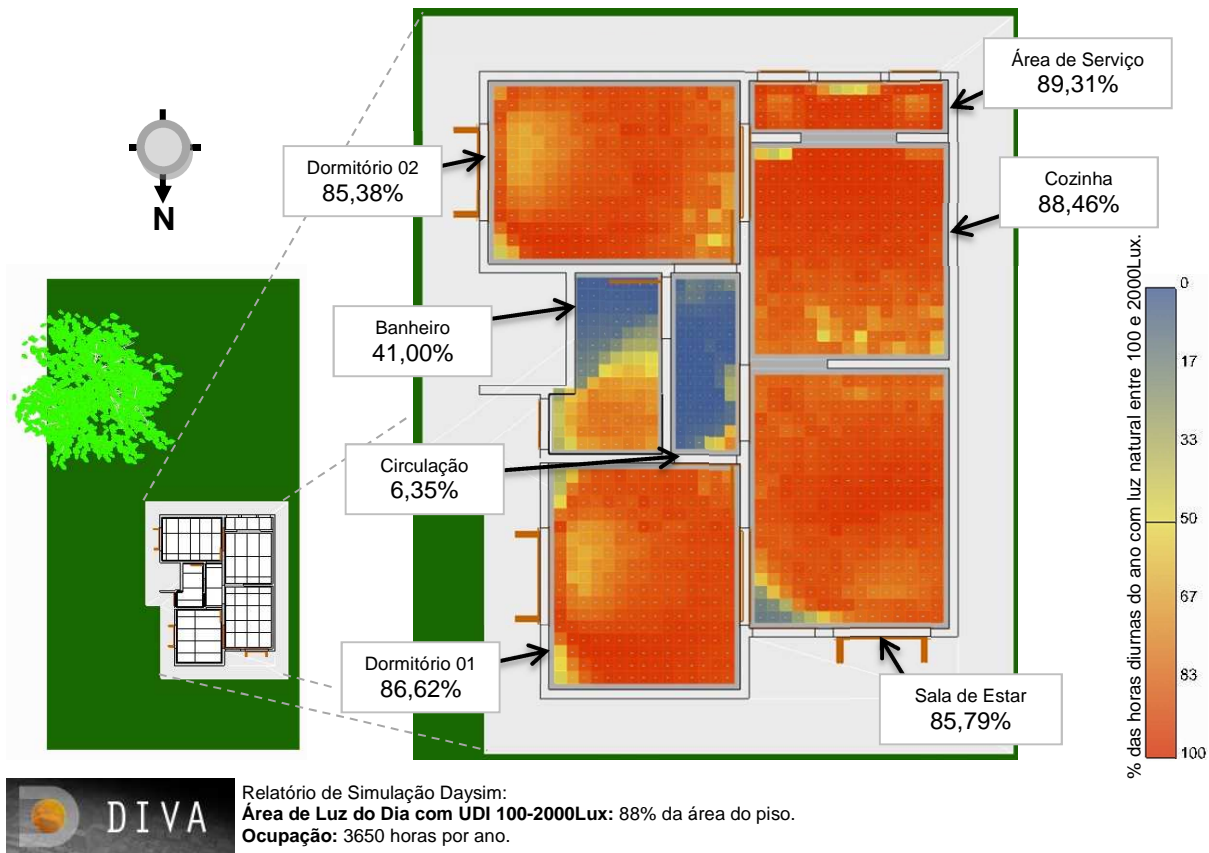 Área de Serviço
89,31%
Dormitório 02
85,38%
N
Cozinha
88,46%
% das horas diurnas do ano com luz natural entre 100 e 2000Lux.
0
17
33
50
67
83
100
Banheiro
41,00%
Circulação
6,35%
Dormitório 01
86,62%
Sala de Estar
85,79%
D DIVA
Relatório de Simulação Daysim:
Área de Luz do Dia com UDI 100-2000Lux: 88% da área do piso.
Ocupação: 3650 horas por ano.